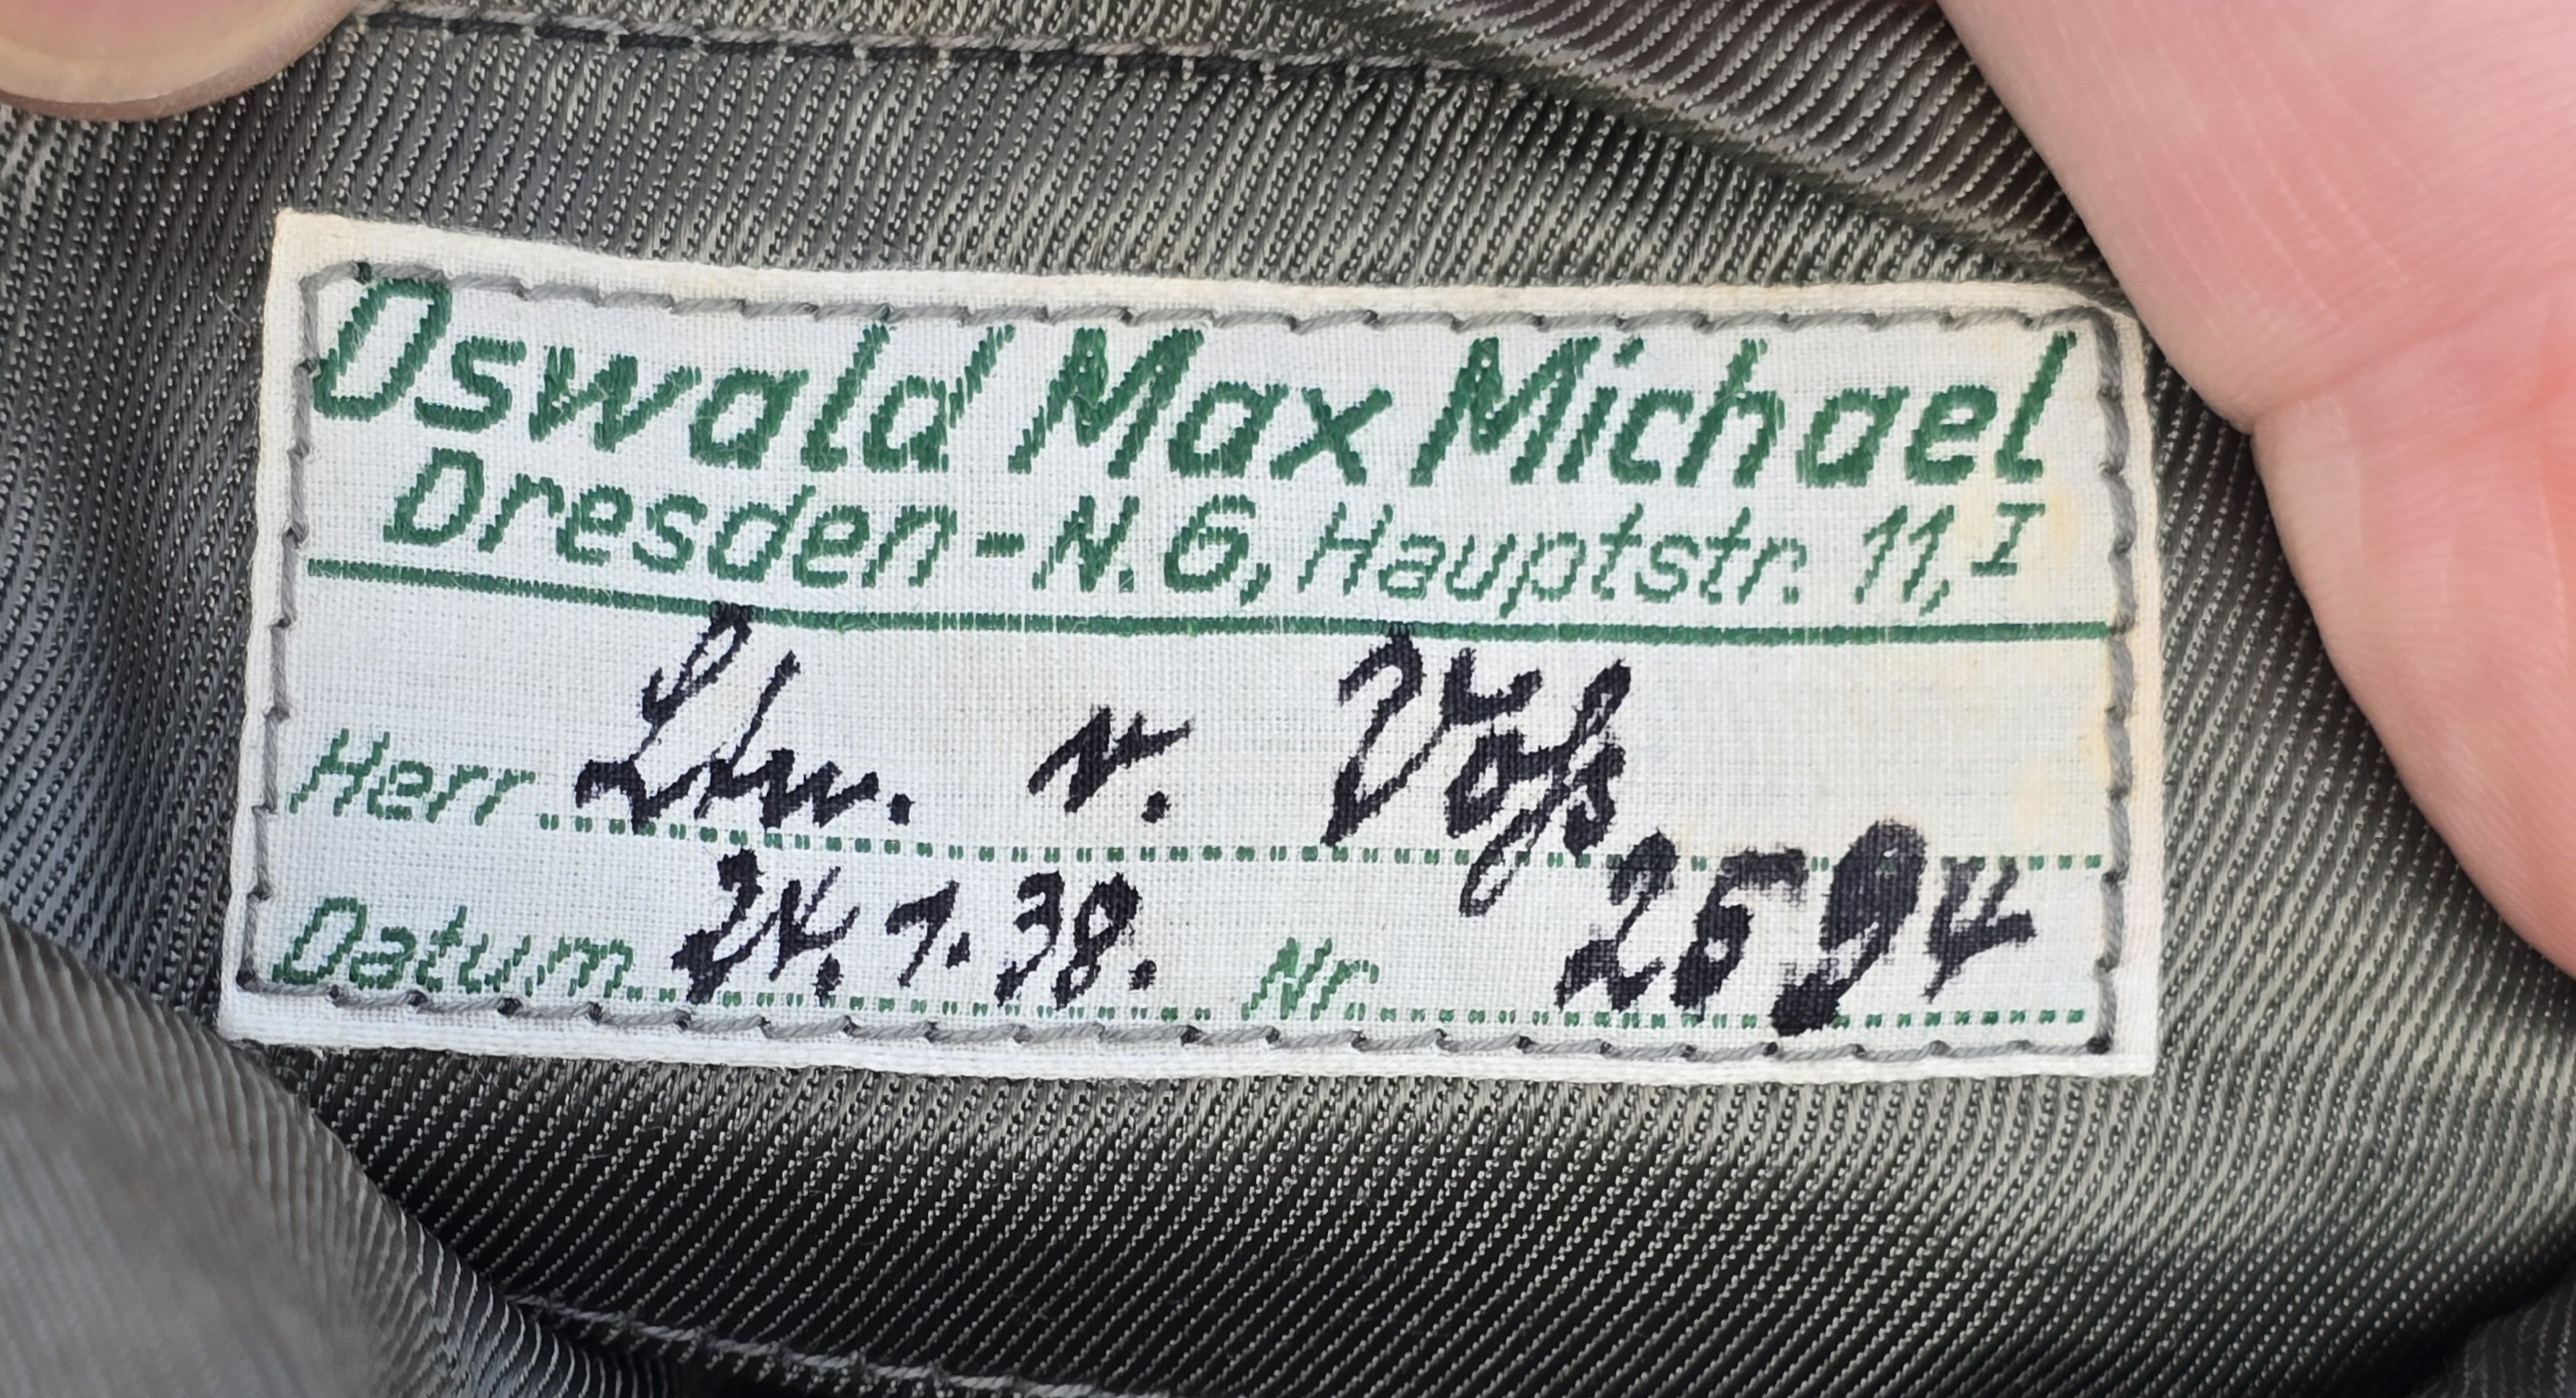 Oswald Max Michael
Dresden-N. 6, Hauptstr. 11, I
Herr Ltn. v. Voß
Datum 24. 7. 38. Nr. 2594